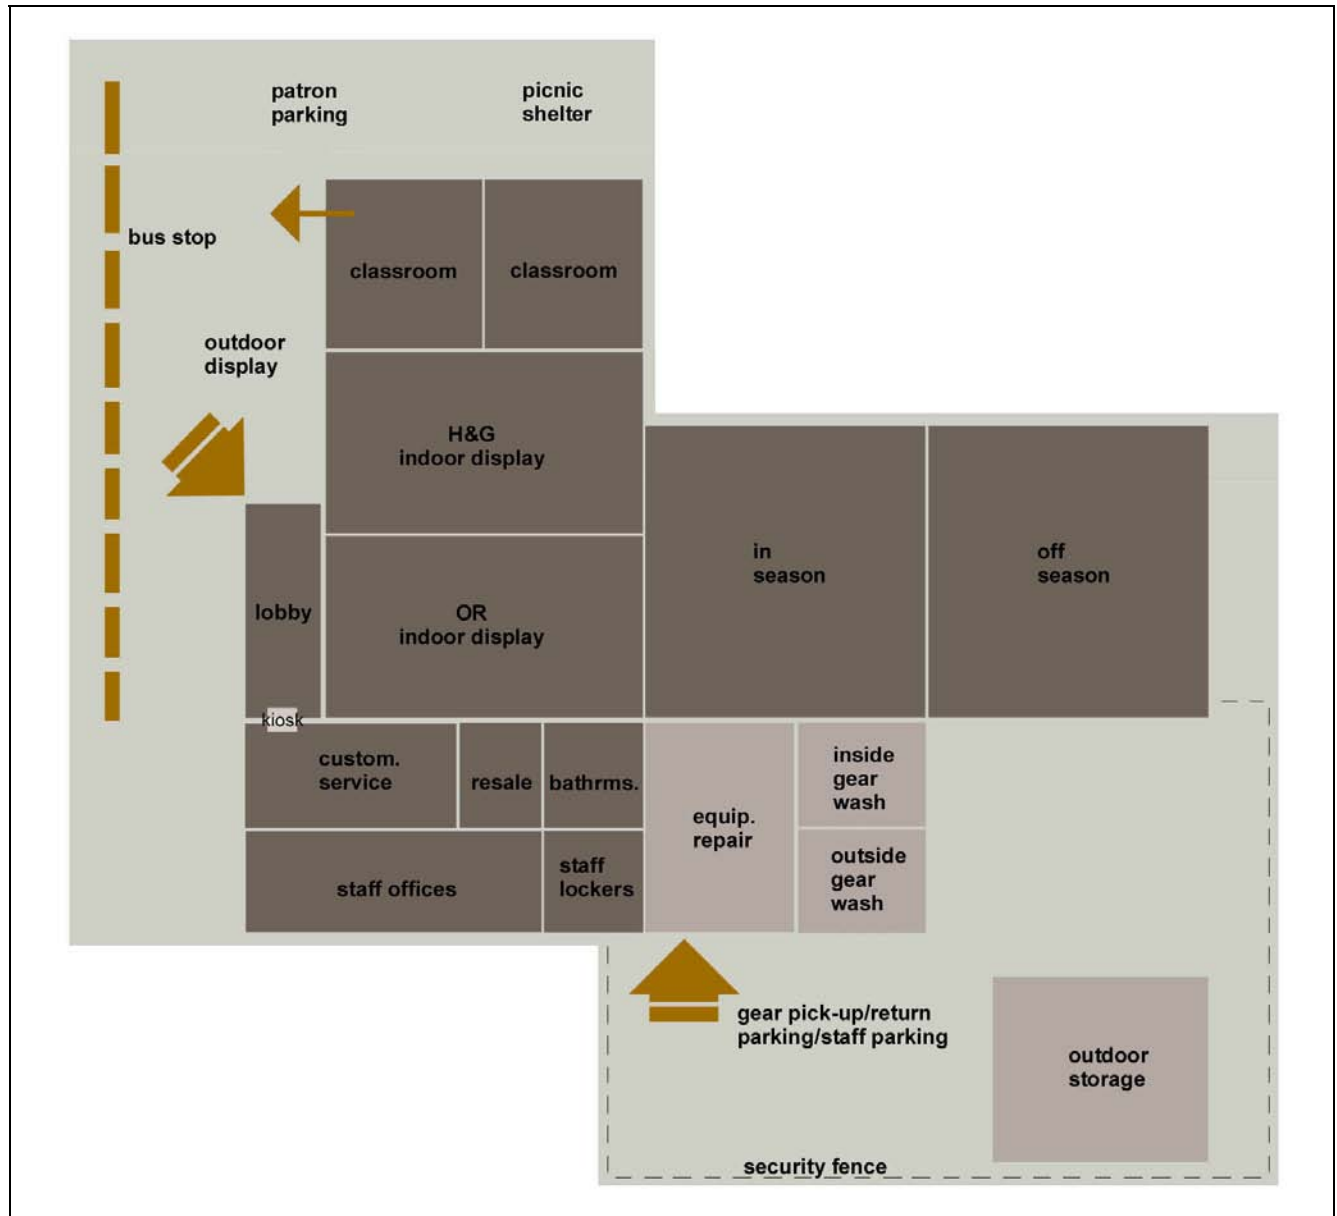 patron
parking
picnic
shelter
bus stop
classroom
classroom
outdoor
display
H&G
indoor display
in
season
off
season
lobby
OR
indoor display
kiosk
custom.
service
resale
bathrms.
equip.
repair
inside
gear
wash
staff offices
staff
lockers
outside
gear
wash
gear pick-up/return
parking/staff parking
outdoor
storage
security fence